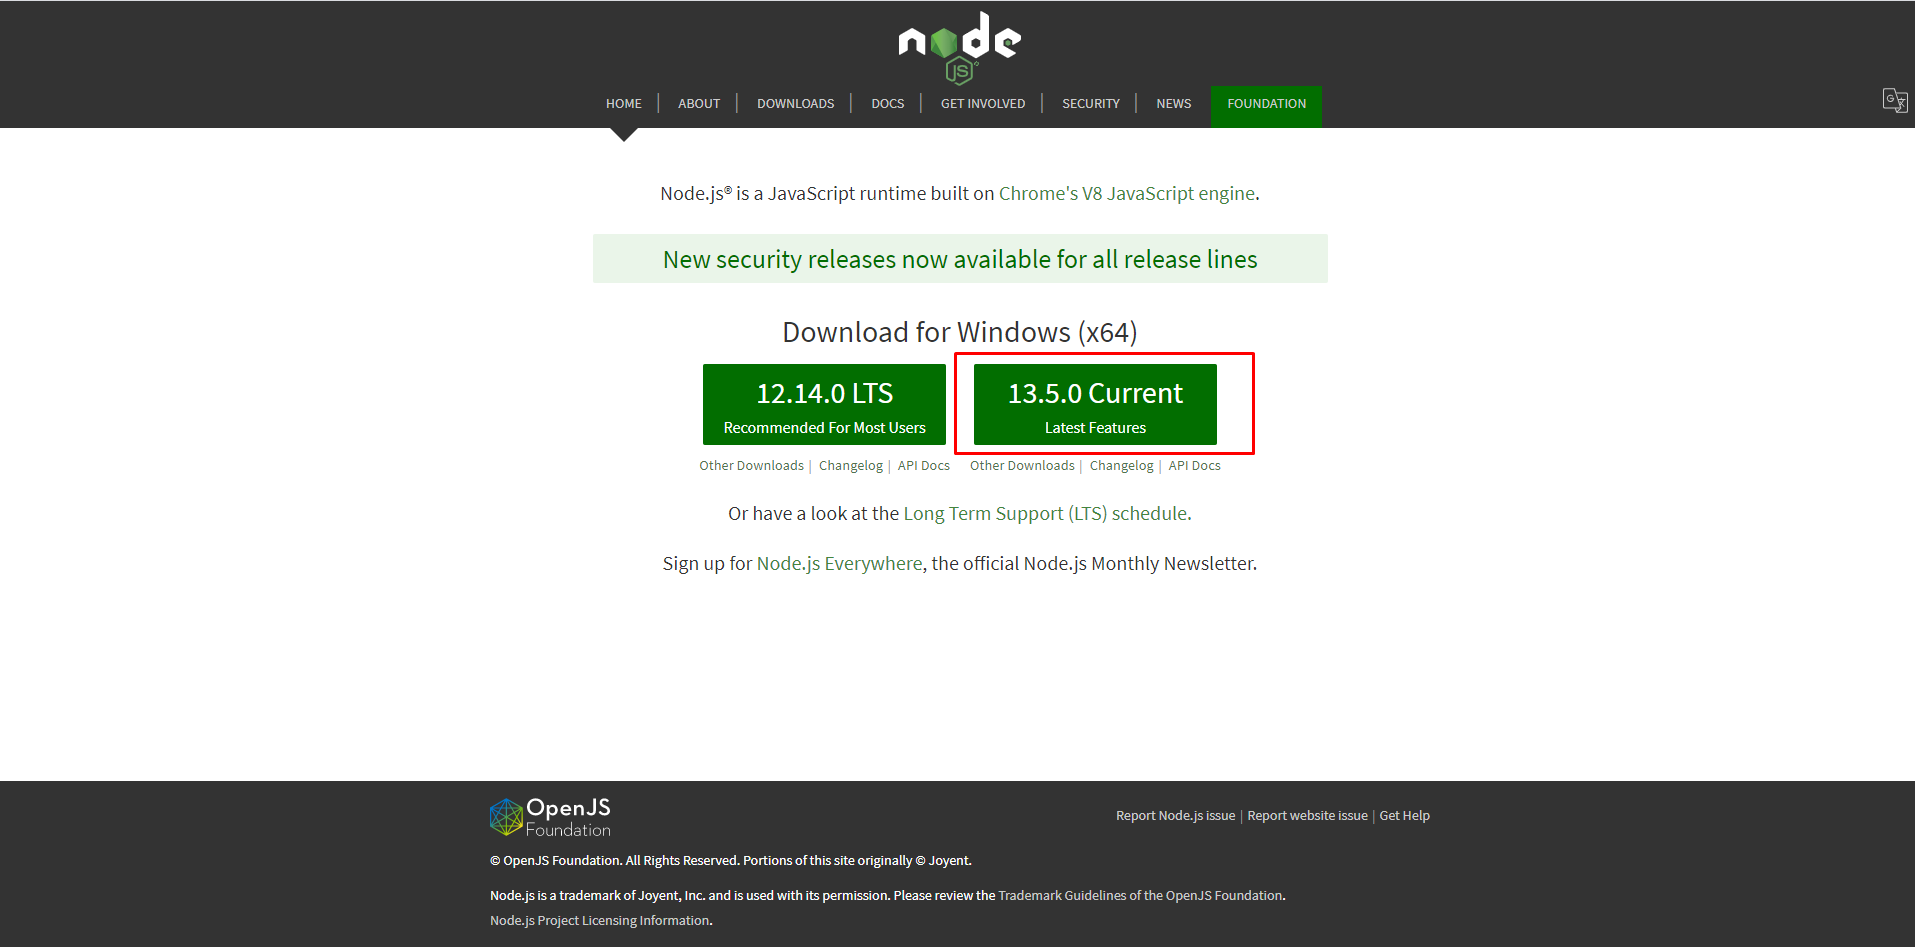 node
JS
HOME | ABOUT | DOWNLOADS | DOCS | GET INVOLVED | SECURITY | NEWS FOUNDATION
Node.js® is a JavaScript runtime built on Chrome's V8 JavaScript engine.
New security releases now available for all release lines
Download for Windows (x64)
12.14.0 LTS
Recommended For Most Users
13.5.0 Current
Latest Features
Other Downloads | Changelog | API Docs
Other Downloads | Changelog | API Docs
Or have a look at the Long Term Support (LTS) schedule.
Sign up for Node.js Everywhere, the official Node.js Monthly Newsletter.
OpenJS
Foundation
Report Node.js issue | Report website issue | Get Help
© OpenJS Foundation. All Rights Reserved. Portions of this site originally © Joyent.
Node.js is a trademark of Joyent, Inc. and is used with its permission. Please review the Trademark Guidelines of the OpenJS Foundation.
Node.js Project Licensing Information.